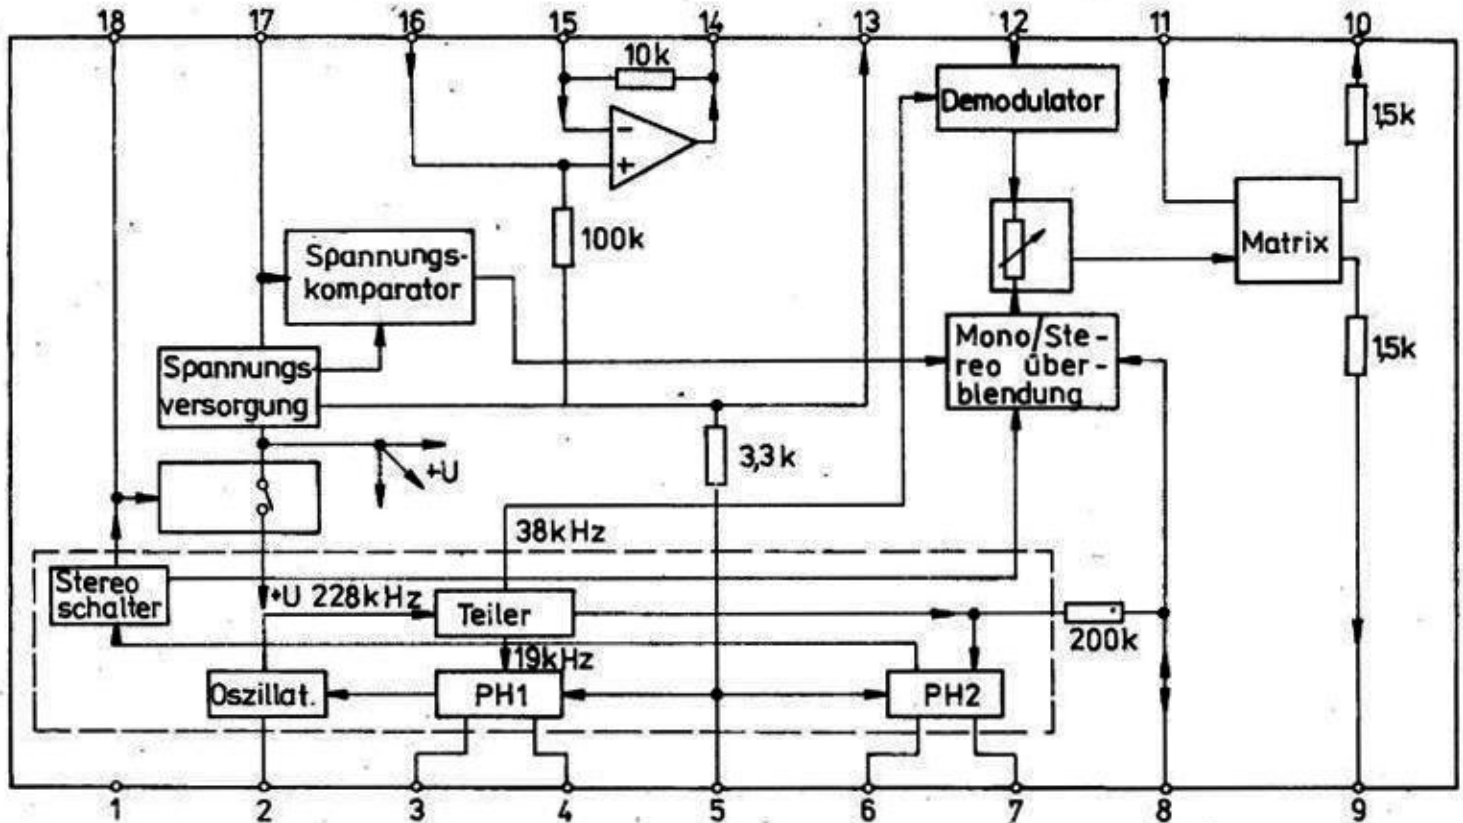 18 17 16 15 14 13 12 11 10
10k
Demodulator
1,5k
−
+
100k
Spannungs-
komparator
Matrix
Mono/Ste-
reo über-
blendung
1,5k
Spannungs
versorgung
3,3k
+U
38kHz
Stereo
schalter
+U 228kHz
Teiler
200k
19kHz
Oszillat.
PH1
PH2
1 2 3 4 5 6 7 8 9